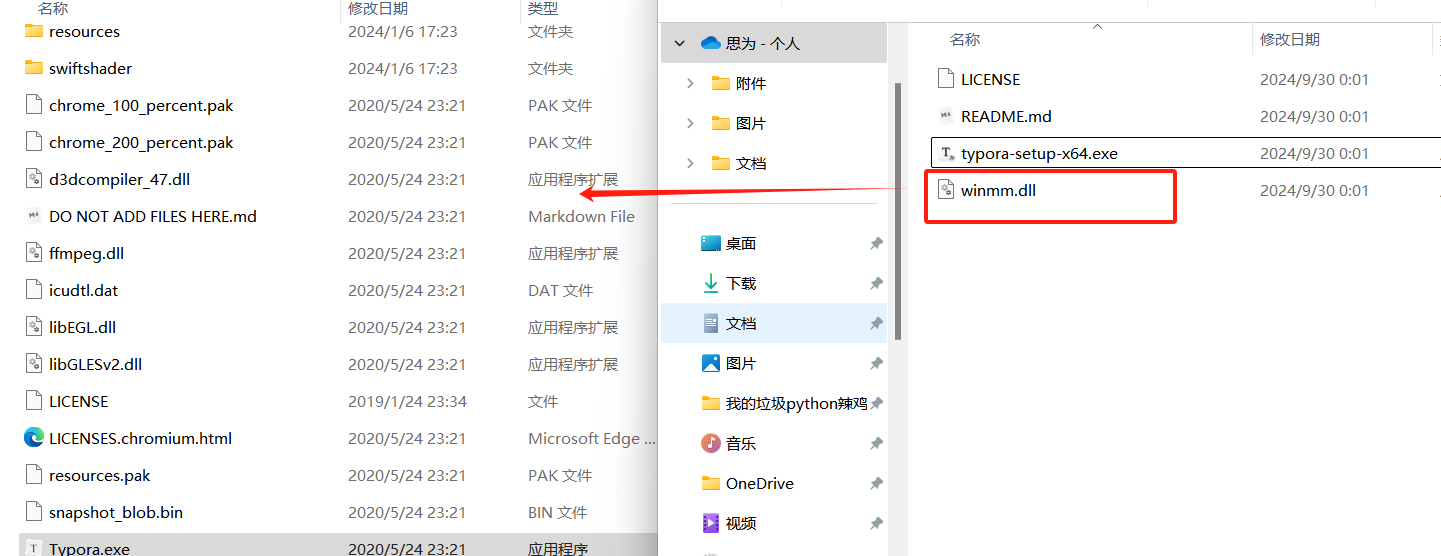 名称 修改日期 类型
resources 2024/1/6 17:23 文件夹
swiftshader 2024/1/6 17:23 文件夹
chrome_100_percent.pak 2020/5/24 23:21 PAK 文件
chrome_200_percent.pak 2020/5/24 23:21 PAK 文件
d3dcompiler_47.dll 2020/5/24 23:21 应用程序扩展
DO NOT ADD FILES HERE.md 2020/5/24 23:21 Markdown File
ffmpeg.dll 2020/5/24 23:21 应用程序扩展
icudtl.dat 2020/5/24 23:21 DAT 文件
libEGL.dll 2020/5/24 23:21 应用程序扩展
libGLESv2.dll 2020/5/24 23:21 应用程序扩展
LICENSE 2019/1/24 23:34 文件
LICENSES.chromium.html 2020/5/24 23:21 Microsoft Edge ...
resources.pak 2020/5/24 23:21 PAK 文件
snapshot_blob.bin 2020/5/24 23:21 BIN 文件
Typora.exe 2020/5/24 23:21 应用程序
思为 - 个人
附件
图片
文档
桌面
下载
文档
图片
我的垃圾python辣鸡
音乐
OneDrive
视频
名称 修改日期
LICENSE 2024/9/30 0:01
README.md 2024/9/30 0:01
typora-setup-x64.exe 2024/9/30 0:01
winmm.dll 2024/9/30 0:01